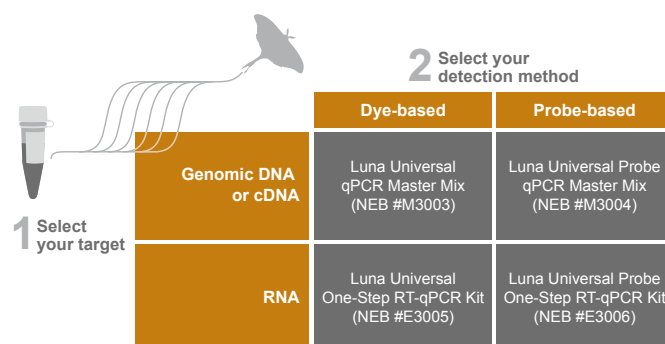 2 Select your
detection method
Dye-based
Probe-based
1 Select
your target
Genomic DNA
or cDNA
Luna Universal
qPCR Master Mix
(NEB #M3003)
Luna Universal Probe
qPCR Master Mix
(NEB #M3004)
RNA
Luna Universal
One-Step RT-qPCR Kit
(NEB #E3005)
Luna Universal Probe
One-Step RT-qPCR Kit
(NEB #E3006)